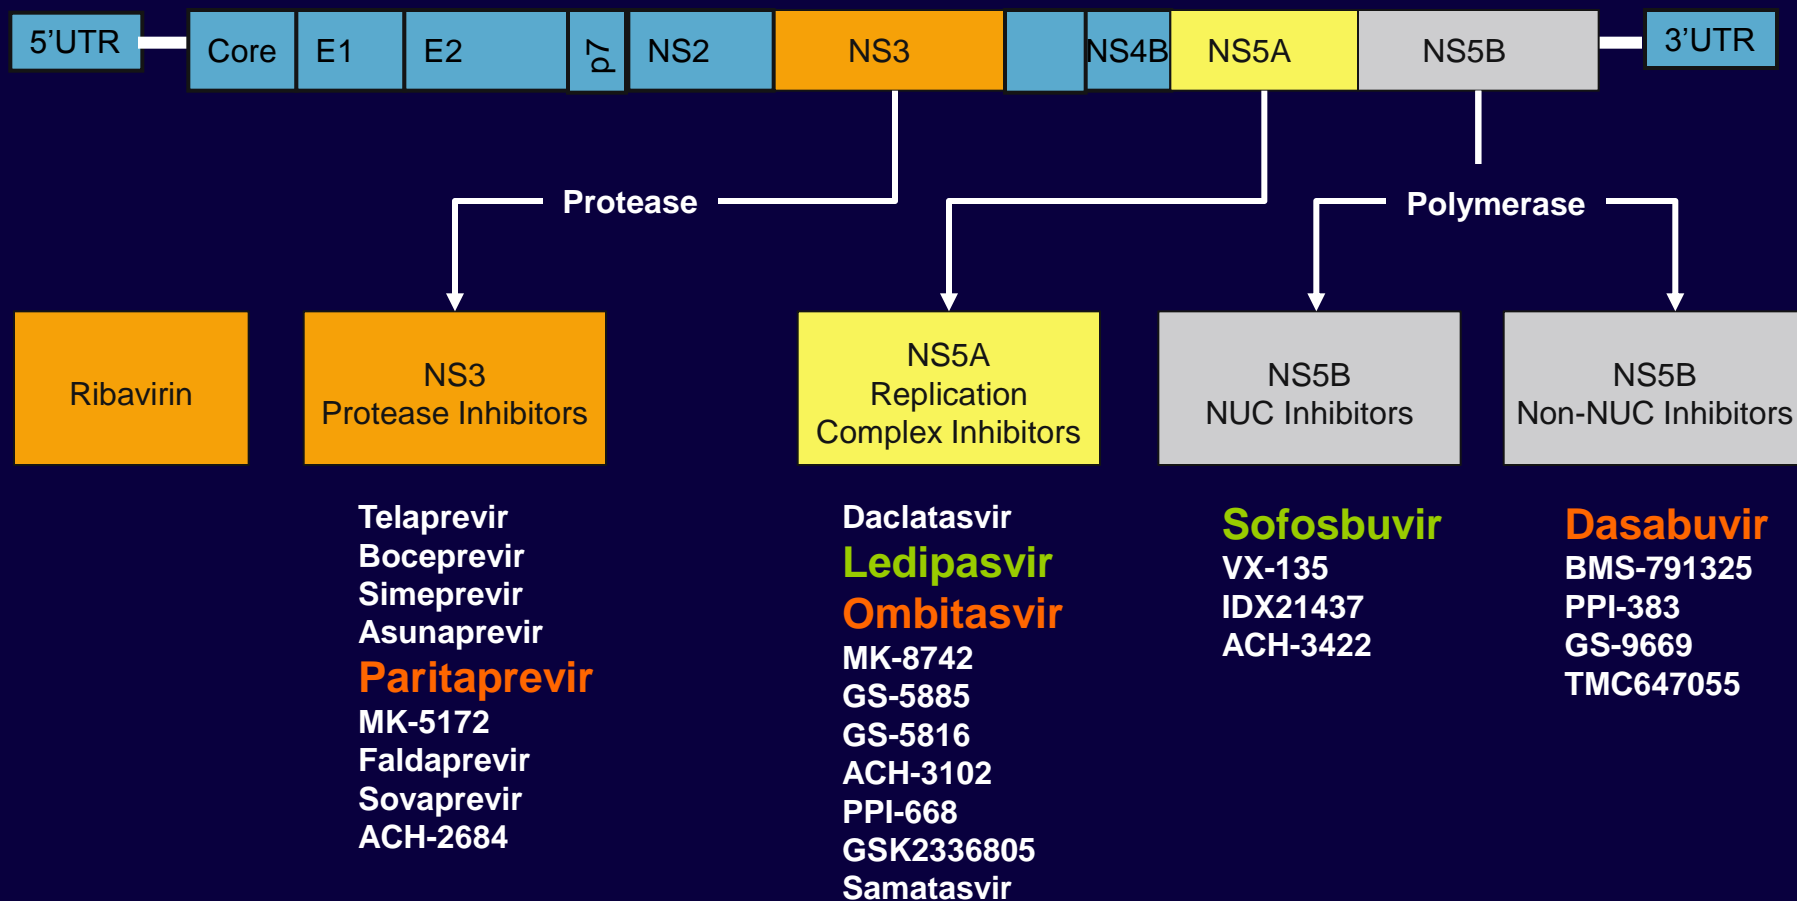 5’UTR
Core
E1
E2
p7
NS2
NS3
NS4B
NS5A
NS5B
3’UTR
Protease
Polymerase
Ribavirin
NS3
Protease Inhibitors
NS5A
Replication
Complex Inhibitors
NS5B
NUC Inhibitors
NS5B
Non-NUC Inhibitors
Telaprevir
Boceprevir
Simeprevir
Asunaprevir
Paritaprevir
MK-5172
Faldaprevir
Sovaprevir
ACH-2684
Daclatasvir
Ledipasvir
Ombitasvir
MK-8742
GS-5885
GS-5816
ACH-3102
PPI-668
GSK2336805
Samatasvir
Sofosbuvir
VX-135
IDX21437
ACH-3422
Dasabuvir
BMS-791325
PPI-383
GS-9669
TMC647055